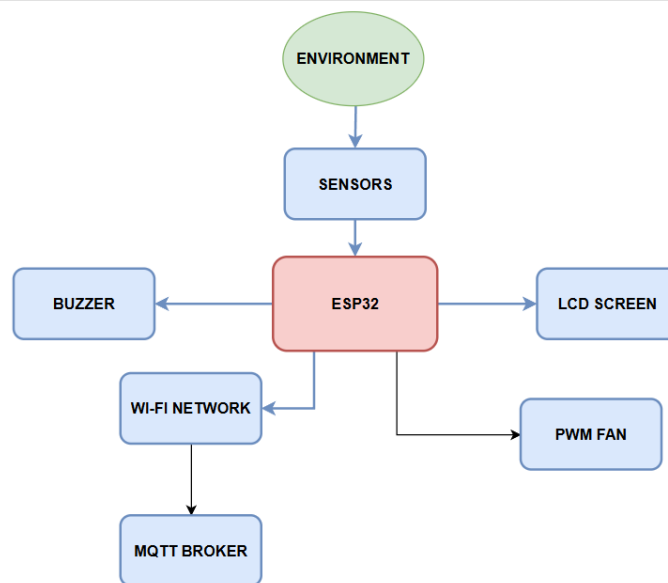 ENVIRONMENT
SENSORS
BUZZER
ESP32
LCD SCREEN
WI-FI NETWORK
PWM FAN
MQTT BROKER